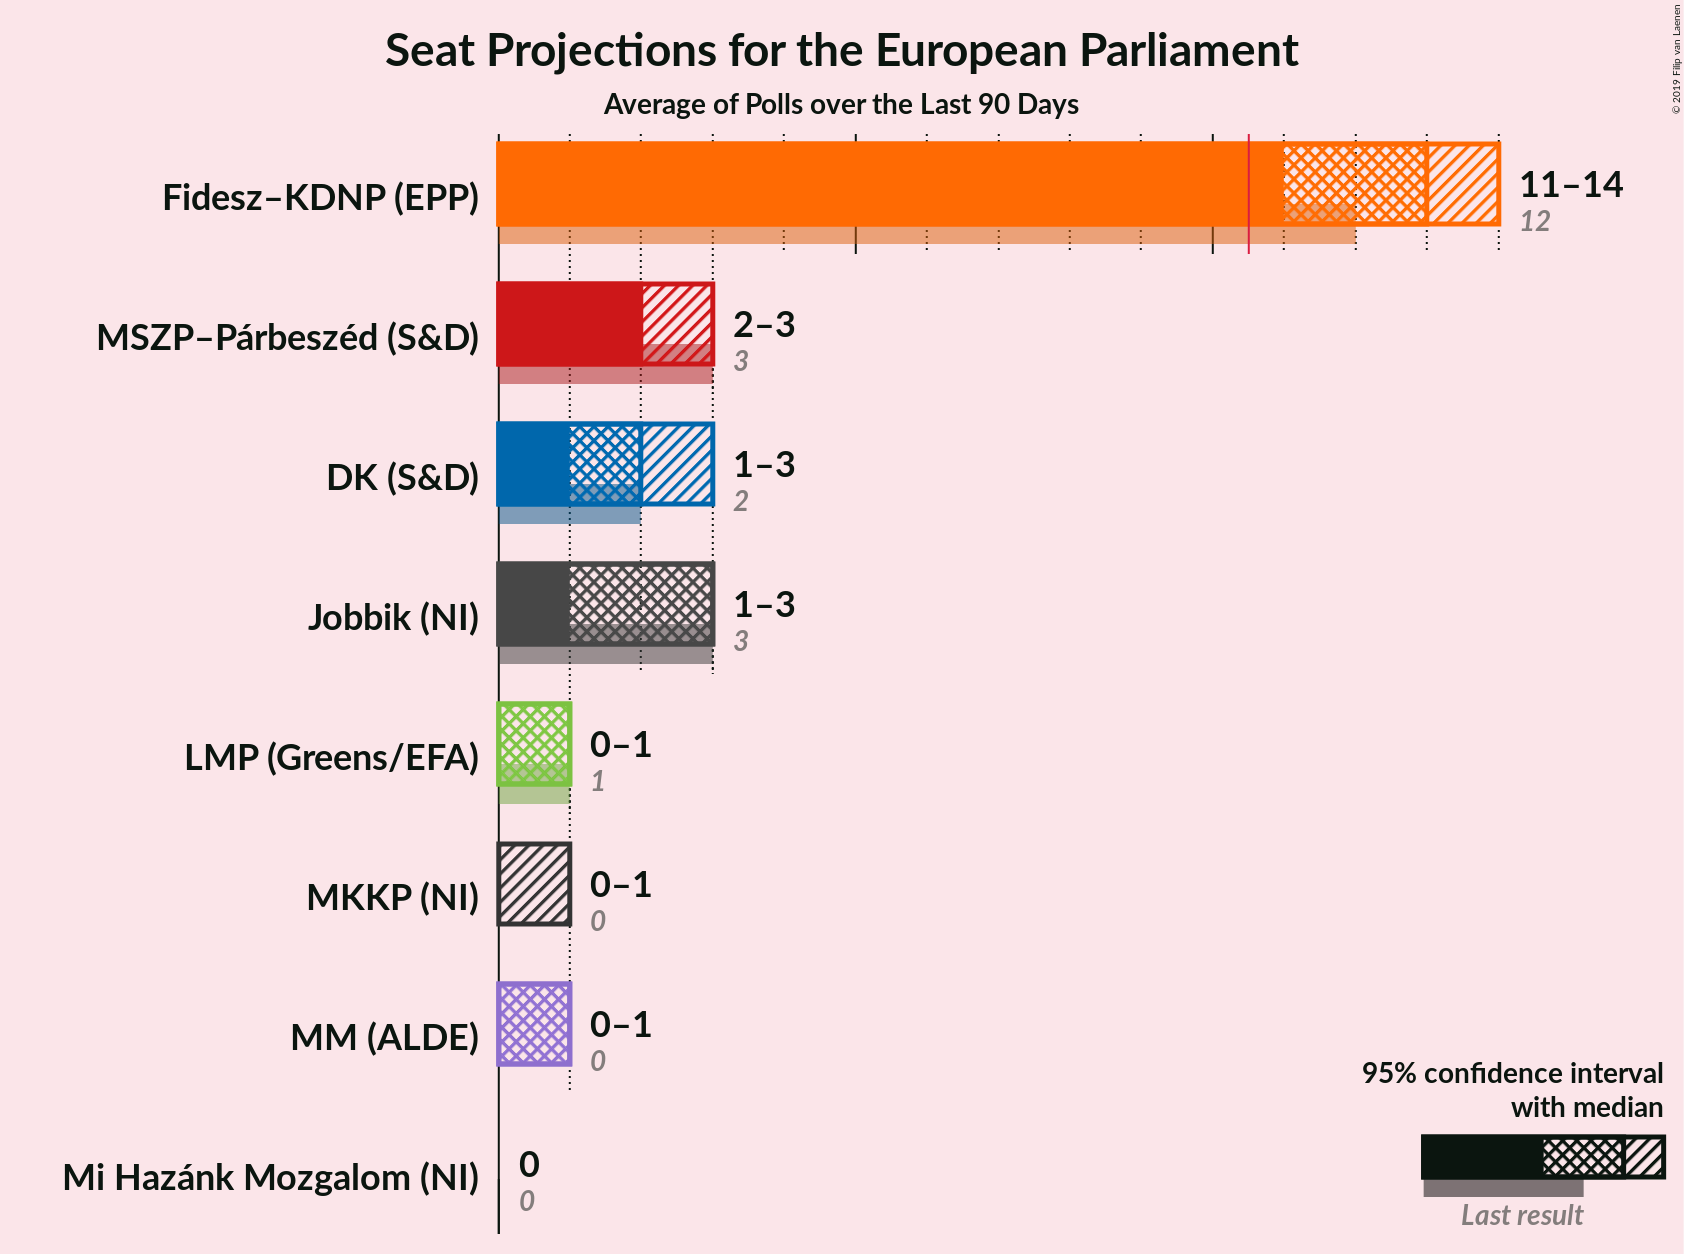 Seat Projections for the European Parliament
Average of Polls over the Last 90 Days
© 2019 Filip van Laenen
Fidesz–KDNP (EPP)
11–14
12
MSZP–Párbeszéd (S&D)
2–3
3
DK (S&D)
1–3
2
Jobbik (NI)
1–3
3
LMP (Greens/EFA)
0–1
1
MKKP (NI)
0–1
0
MM (ALDE)
0–1
0
Mi Hazánk Mozgalom (NI)
0
0
95% confidence interval
with median
Last result